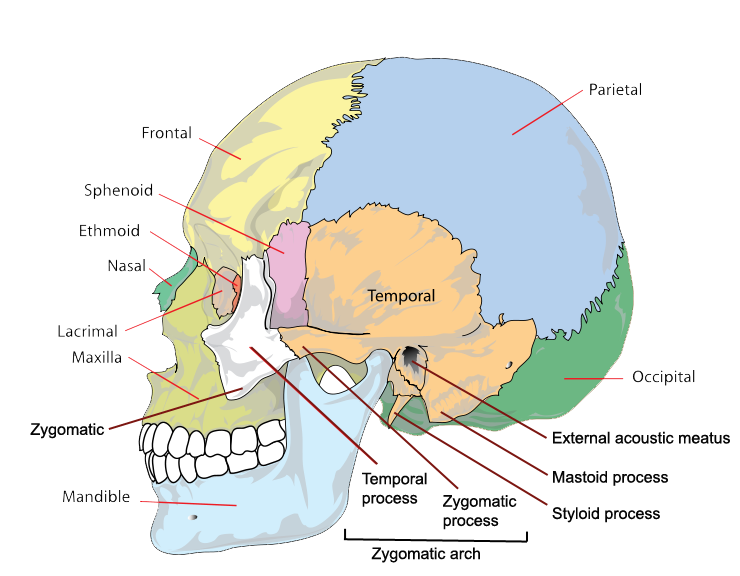 Parietal
Frontal
Sphenoid
Ethmoid
Nasal
Temporal
Lacrimal
Maxilla
Occipital
Zygomatic
External acoustic meatus
Mastoid process
Temporal
process
Mandible
Zygomatic
process
Styloid process
Zygomatic arch